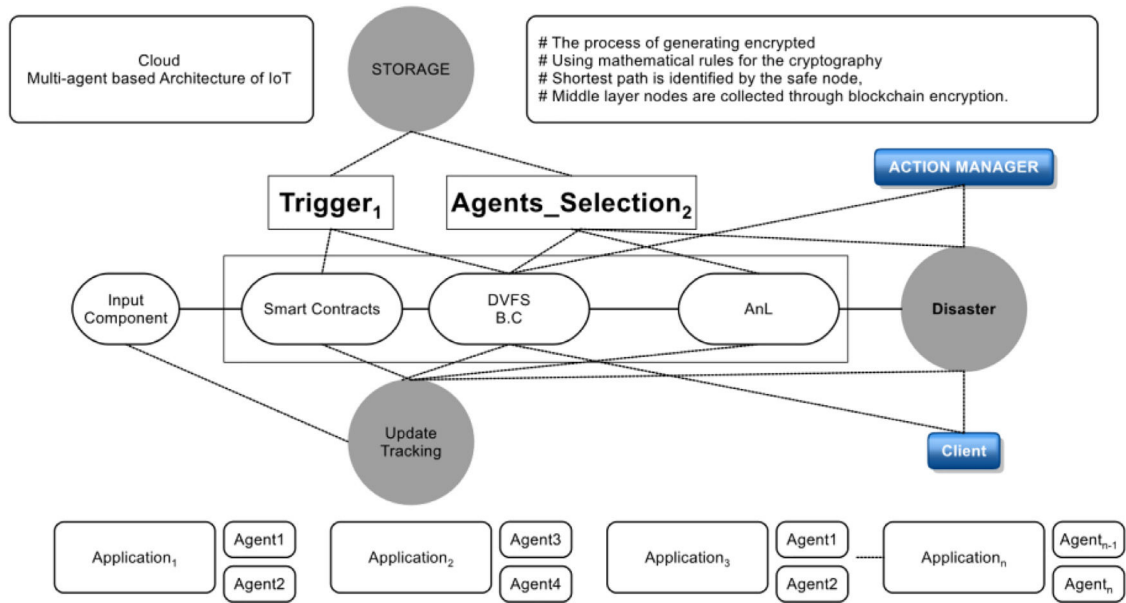 Cloud
Multi-agent based Architecture of IoT
STORAGE
# The process of generating encrypted
# Using mathematical rules for the cryptography
# Shortest path is identified by the safe node,
# Middle layer nodes are collected through blockchain encryption.
ACTION MANAGER
Trigger₁
Agents_Selection₂
Input
Component
Smart Contracts
DVFS
B.C
AnL
Disaster
Update
Tracking
Client
Application₁
Agent1
Agent2
Application₂
Agent3
Agent4
Application₃
Agent1
Agent2
Applicationₙ
Agentₙ₋₁
Agentₙ